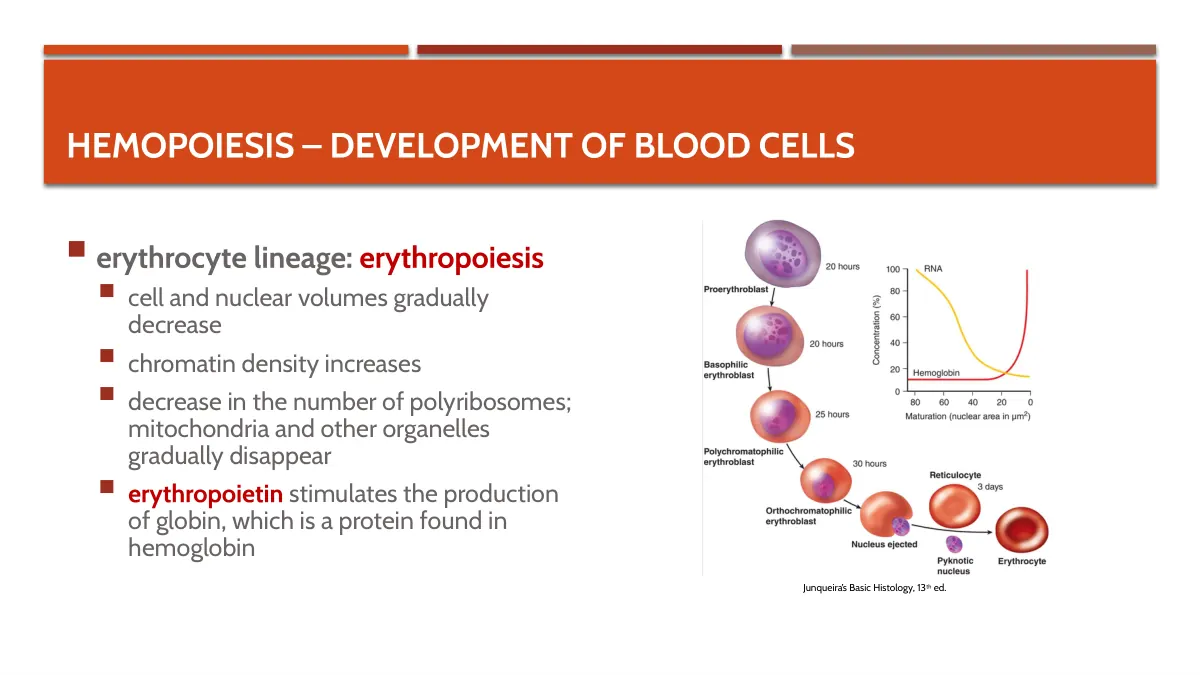 HEMOPOIESIS – DEVELOPMENT OF BLOOD CELLS
erythrocyte lineage: erythropoiesis
cell and nuclear volumes gradually
decrease
chromatin density increases
decrease in the number of polyribosomes;
mitochondria and other organelles
gradually disappear
erythropoietin stimulates the production
of globin, which is a protein found in
hemoglobin
20 hours
Proerythroblast
20 hours
Basophilic
erythroblast
25 hours
Polychromatophilic
erythroblast
30 hours
Orthochromatophilic
erythroblast
Nucleus ejected
Reticulocyte
3 days
Pyknotic
nucleus
Erythrocyte
RNA
Hemoglobin
Concentration (%)
100
80
60
40
20
0
80 60 40 20 0
Maturation (nuclear area in µm²)
Junqueira's Basic Histology, 13th ed.